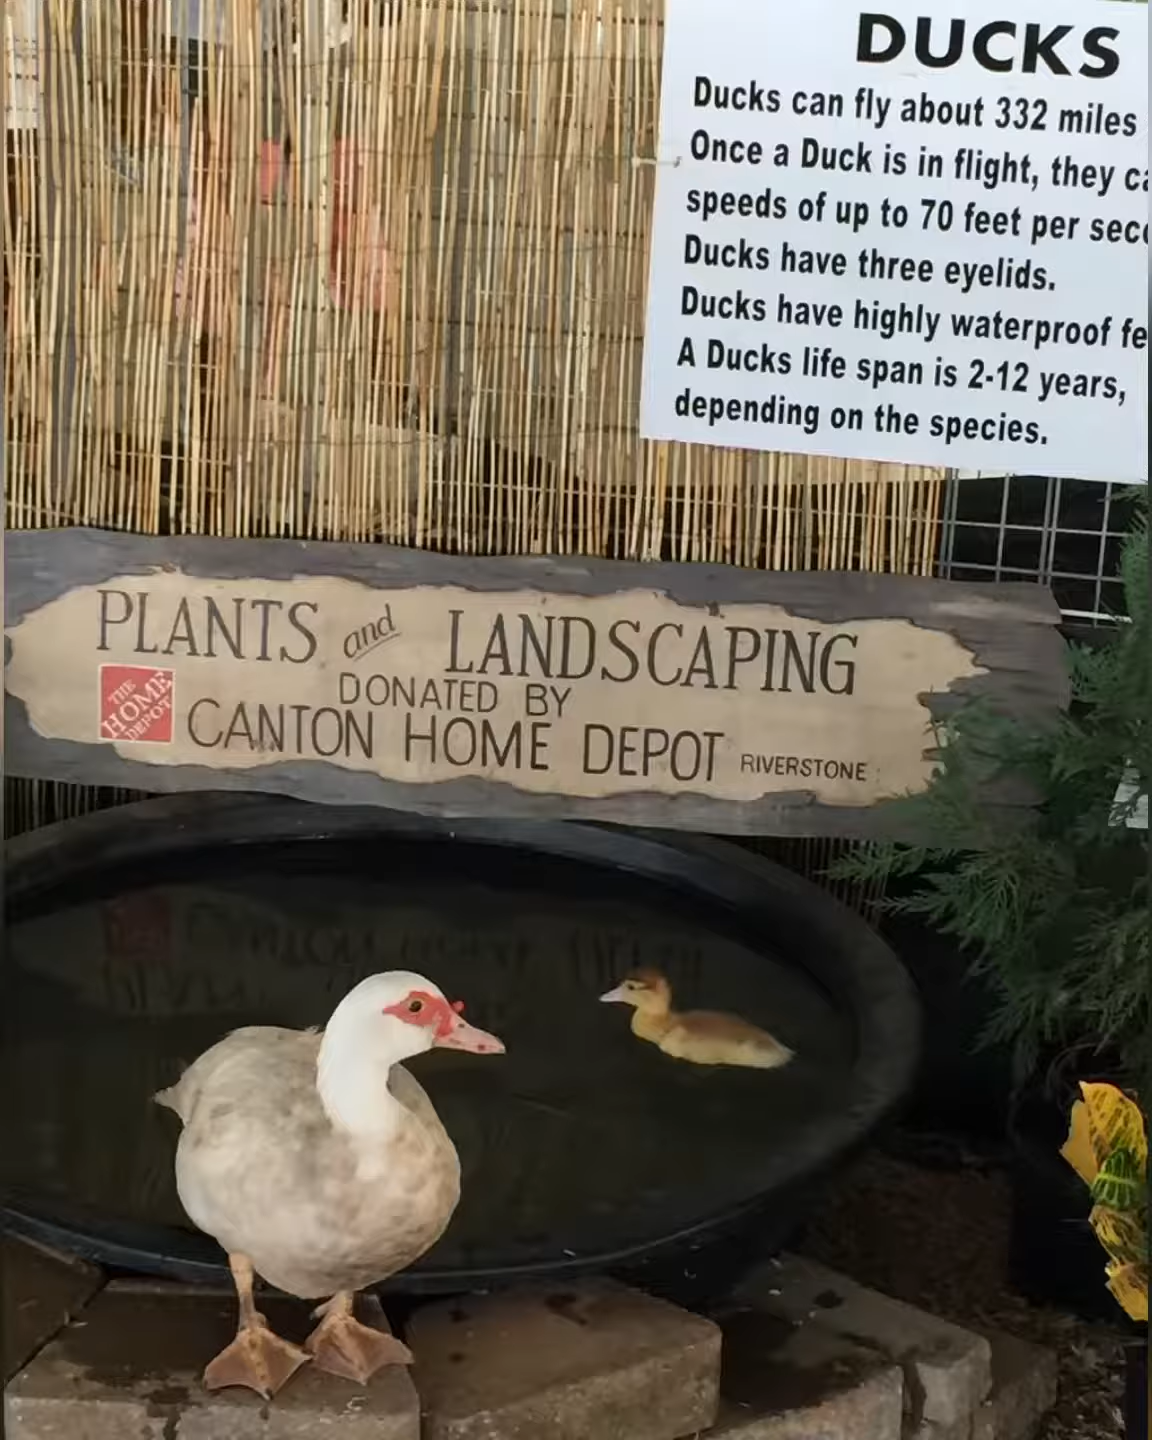 DUCKS
Ducks can fly about 332 miles
Once a Duck is in flight, they
speeds of up to 70 feet per
Ducks have three eyelids.
Ducks have highly waterproof
A Ducks life span is 2-12 years,
depending on the species.
PLANTS and LANDSCAPING
DONATED BY
THE
HOME
DEPOT
CANTON HOME DEPOT RIVERSTONE